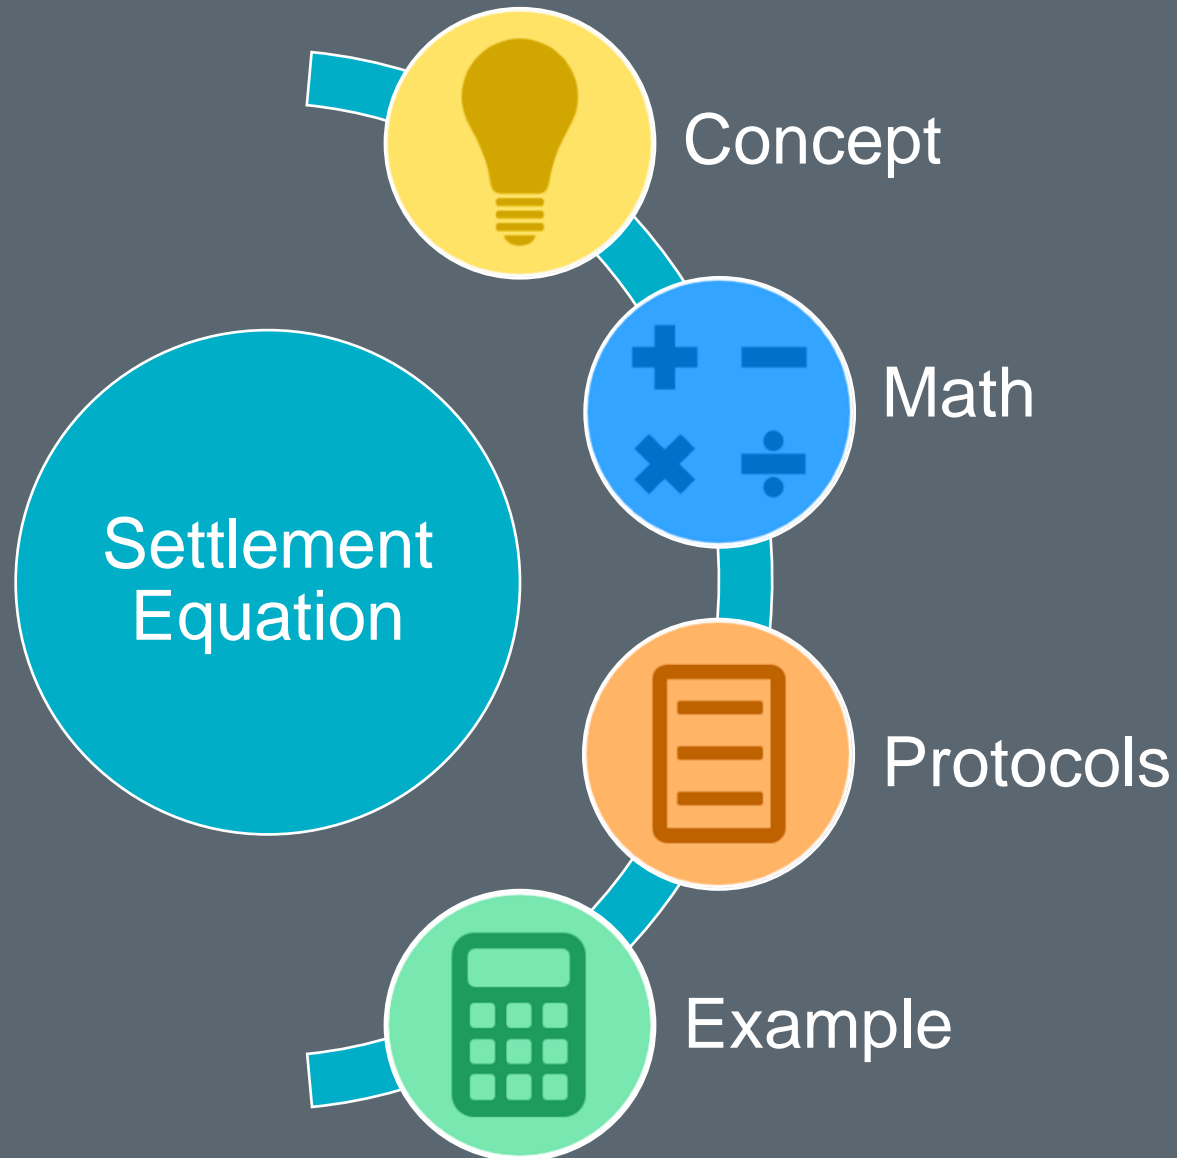 Concept
Math
Settlement
Equation
Protocols
Example